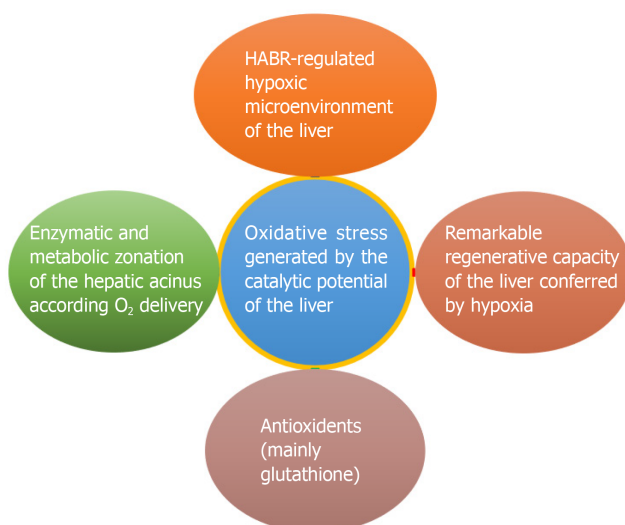 HABR-regulated
hypoxic
microenvironment
of the liver
Enzymatic and
metabolic zonation
of the hepatic acinus
according O₂ delivery
Oxidative stress
generated by the
catalytic potential
of the liver
Remarkable
regenerative capacity
of the liver conferred
by hypoxia
Antioxidents
(mainly
glutathione)